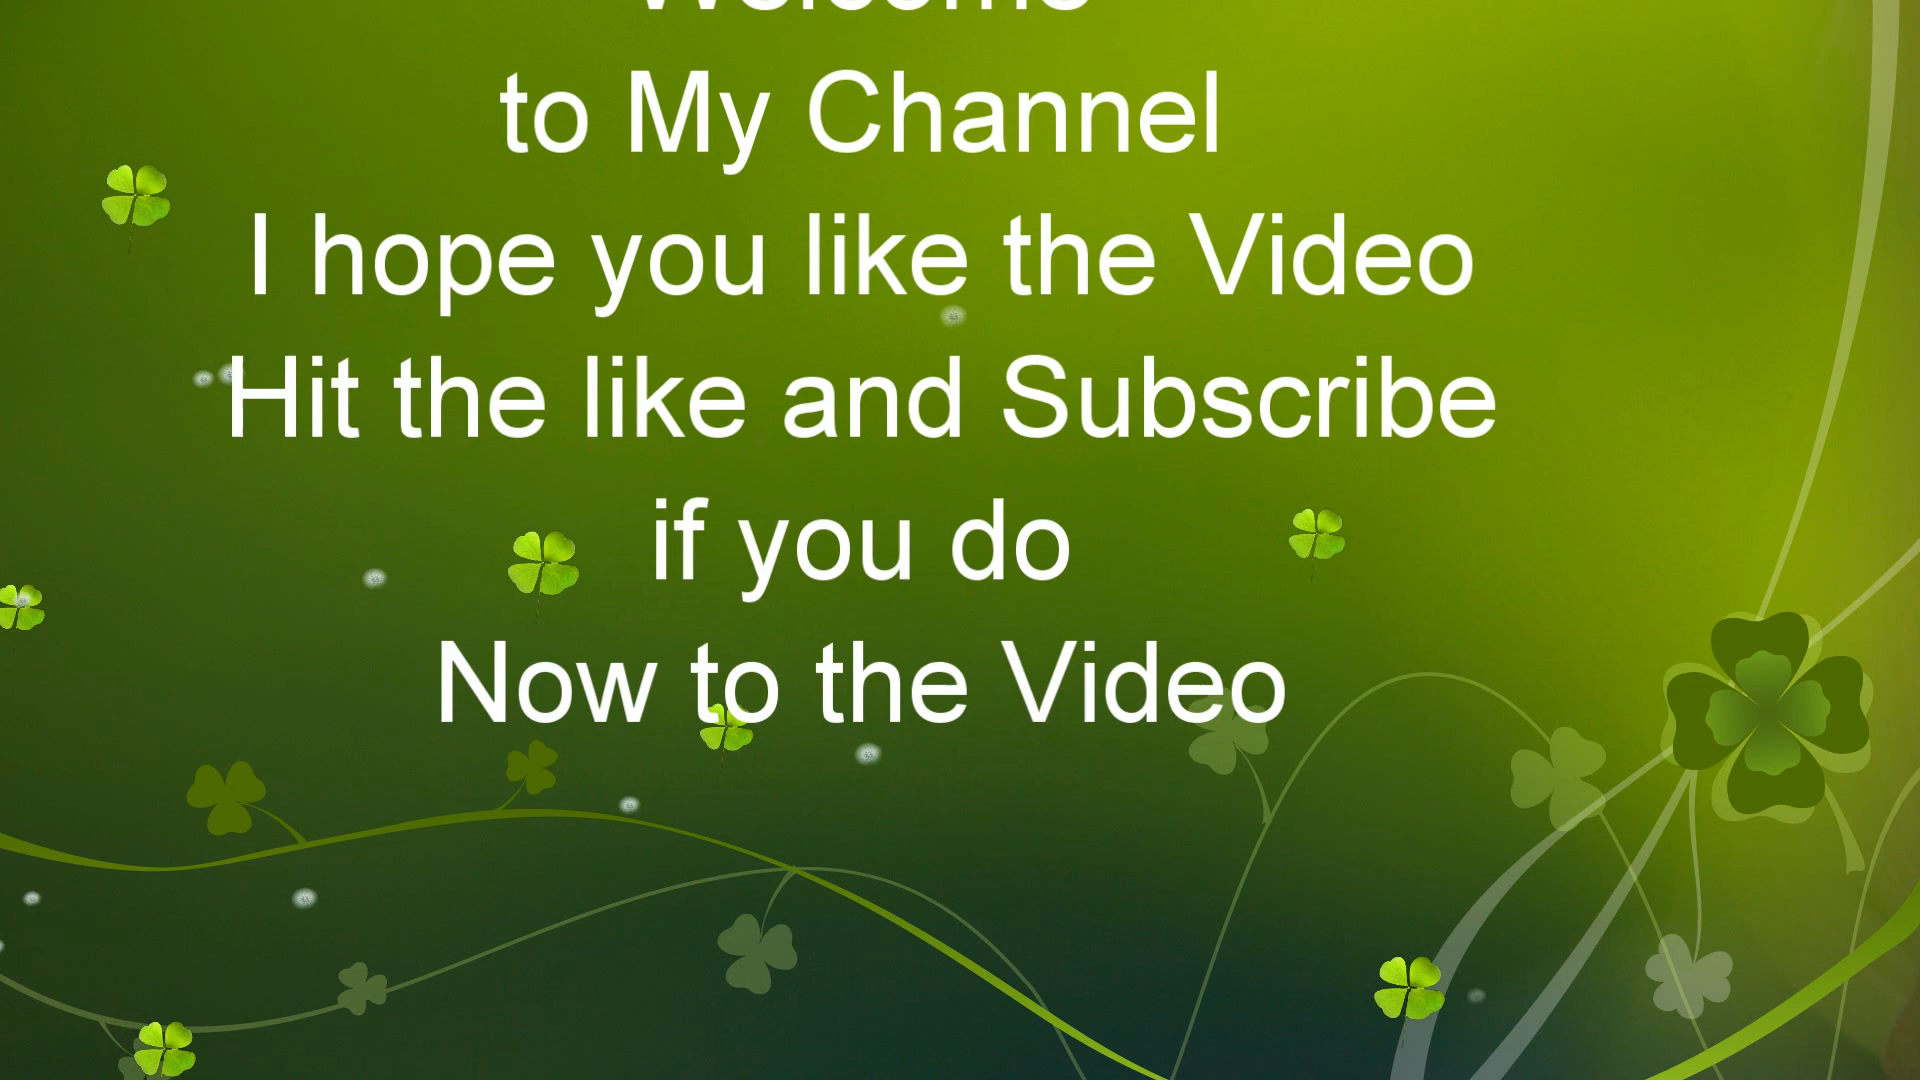 Welcome
to My Channel
I hope you like the Video
Hit the like and Subscribe
if you do
Now to the Video